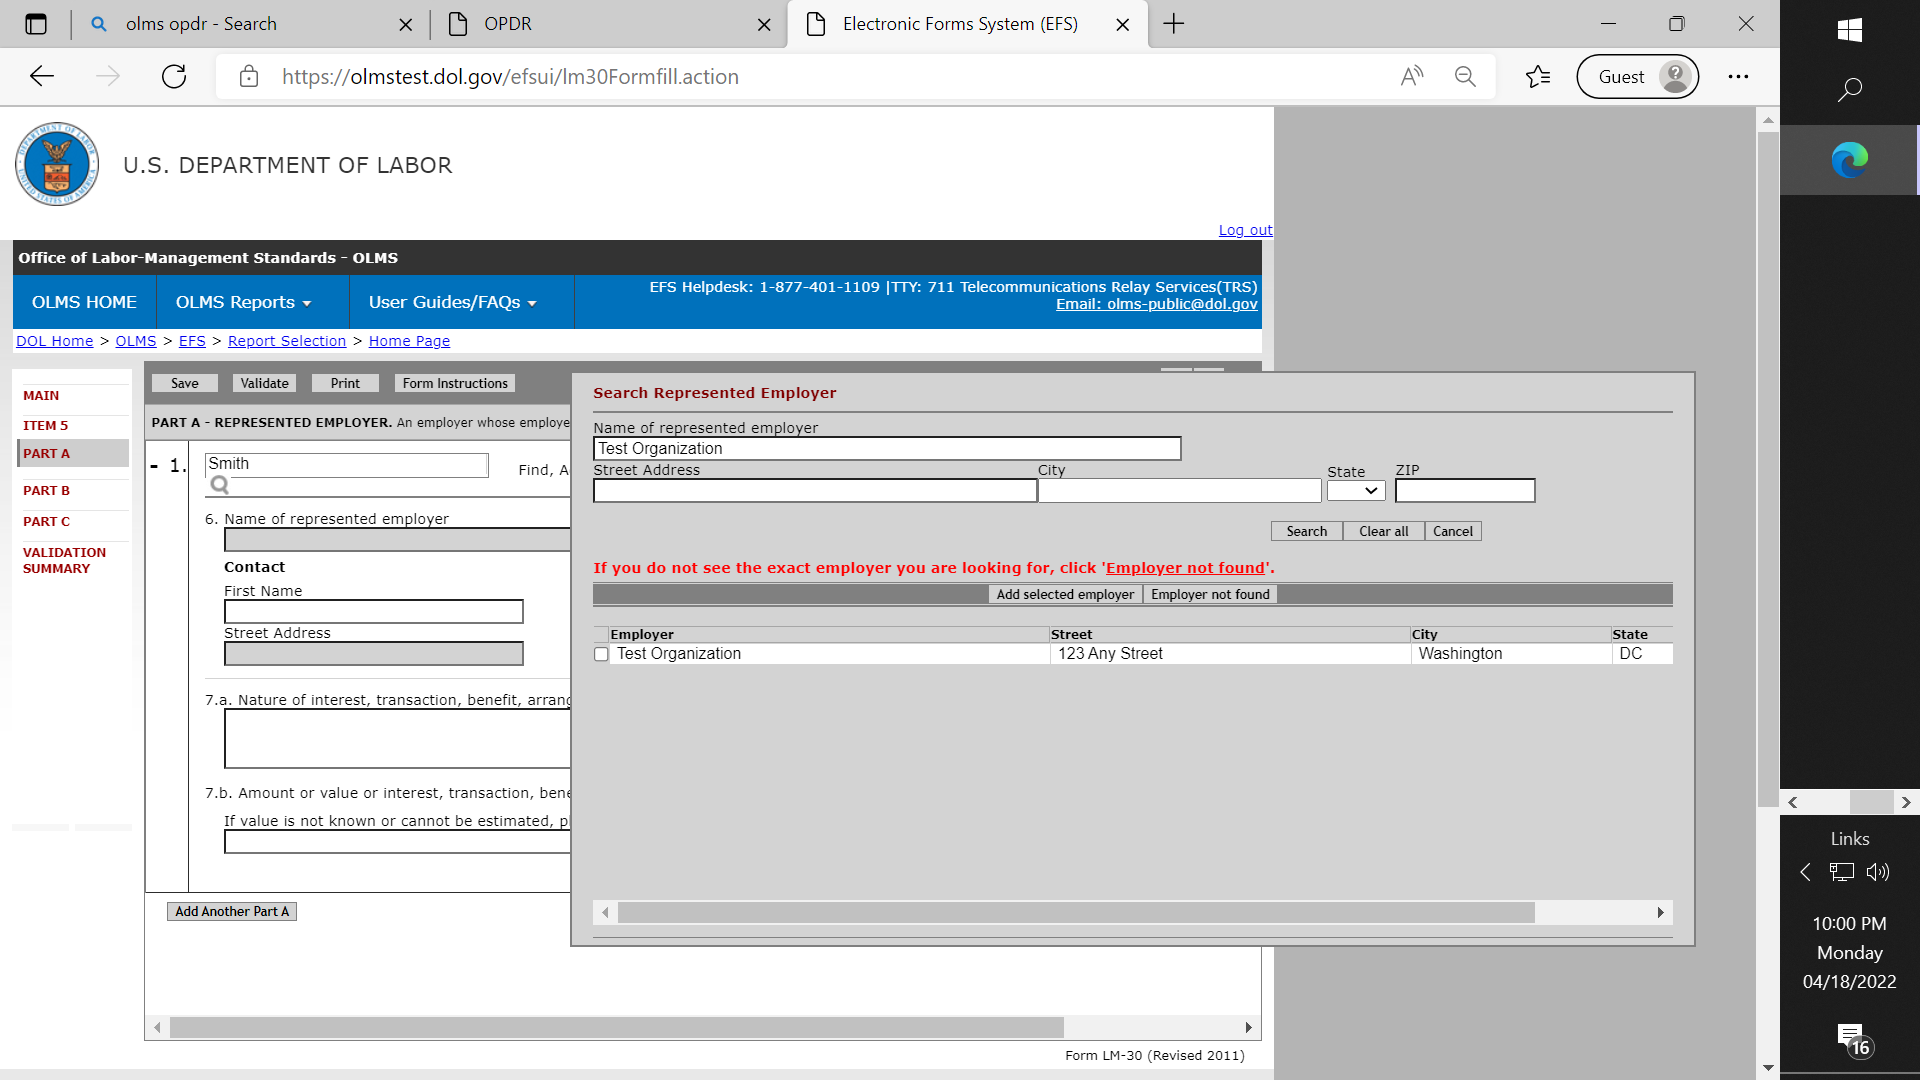 olms opdr - Search
OPDR
Electronic Forms System (EFS)
https://olmstest.dol.gov/efsui/lm30Formfill.action
Guest
U.S. DEPARTMENT OF LABOR
Log out
Office of Labor-Management Standards - OLMS
OLMS HOME
OLMS Reports
User Guides/FAQs
EFS Helpdesk: 1-877-401-1109 |TTY: 711 Telecommunications Relay Services(TRS)
Email: olms-public@dol.gov
DOL Home > OLMS > EFS > Report Selection > Home Page
MAIN
ITEM 5
PART A
PART B
PART C
VALIDATION
SUMMARY
Save
Validate
Print
Form Instructions
PART A - REPRESENTED EMPLOYER. An employer whose employe
- 1.
Smith
Find, A
6. Name of represented employer
Contact
First Name
Street Address
7.a. Nature of interest, transaction, benefit, arran
7.b. Amount or value or interest, transaction, bene
If value is not known or cannot be estimated, pl
Add Another Part A
Form LM-30 (Revised 2011)
Search Represented Employer
Name of represented employer
Test Organization
Street Address City State ZIP
Search Clear all Cancel
If you do not see the exact employer you are looking for, click 'Employer not found'.
Add selected employer Employer not found
Employer Street City State
Test Organization 123 Any Street Washington DC
Links
10:00 PM
Monday
04/18/2022
16